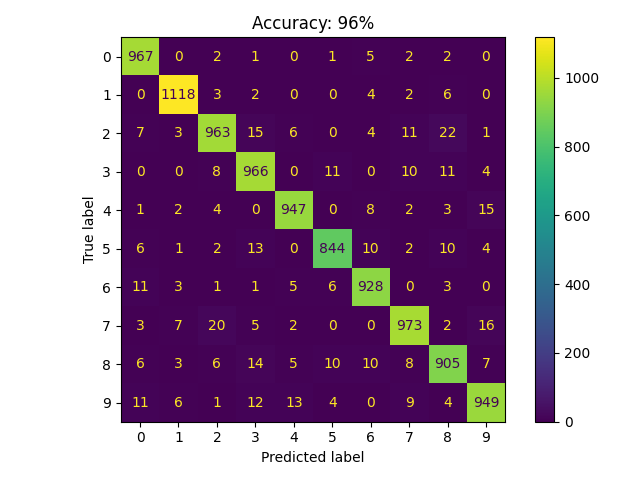 Accuracy: 96%
0 967 0 2 1 0 1 5 2 2 0
1 0 1118 3 2 0 0 4 2 6 0
2 7 3 963 15 6 0 4 11 22 1
3 0 0 8 966 0 11 0 10 11 4
4 1 2 4 0 947 0 8 2 3 15
5 6 1 2 13 0 844 10 2 10 4
6 11 3 1 1 5 6 928 0 3 0
7 3 7 20 5 2 0 0 973 2 16
8 6 3 6 14 5 10 10 8 905 7
9 11 6 1 12 13 4 0 9 4 949
0 1 2 3 4 5 6 7 8 9
Predicted label
True label
1000
800
600
400
200
0